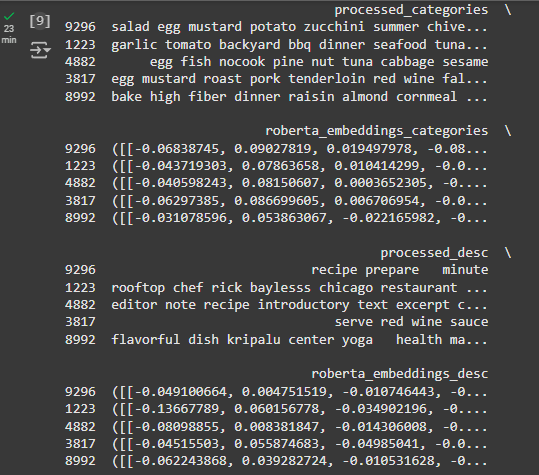 processed_categories \
[9]
23
min
9296 salad egg mustard potato zucchini summer chive...
1223 garlic tomato backyard bbq dinner seafood tuna...
4882 egg fish nocook pine nut tuna cabbage sesame
3817 egg mustard roast pork tenderloin red wine fal...
8992 bake high fiber dinner raisin almond cornmeal ...
roberta_embeddings_categories \
9296 ([[-0.06838745, 0.09027819, 0.019497978, -0.08...
1223 ([[-0.043719303, 0.07863658, 0.010414299, -0.0...
4882 ([[-0.040598243, 0.08150607, 0.0003652305, -0....
3817 ([[-0.06297385, 0.086699605, 0.006706954, -0.0...
8992 ([[-0.031078596, 0.053863067, -0.022165982, -0...
processed_desc \
9296 recipe prepare minute
1223 rooftop chef rick baylesss chicago restaurant ...
4882 editor note recipe introductory text excerpt c...
3817 serve red wine sauce
8992 flavorful dish kripalu center yoga health ma...
roberta_embeddings_desc
9296 ([[-0.049100664, 0.004751519, -0.010746443, -0...
1223 ([[-0.13667789, 0.060156778, -0.034902196, -0....
4882 ([[-0.08098855, 0.008381847, -0.014306008, -0....
3817 ([[-0.04515503, 0.055874683, -0.04985041, -0.0...
8992 ([[-0.062243868, 0.039282724, -0.010531628, -0...